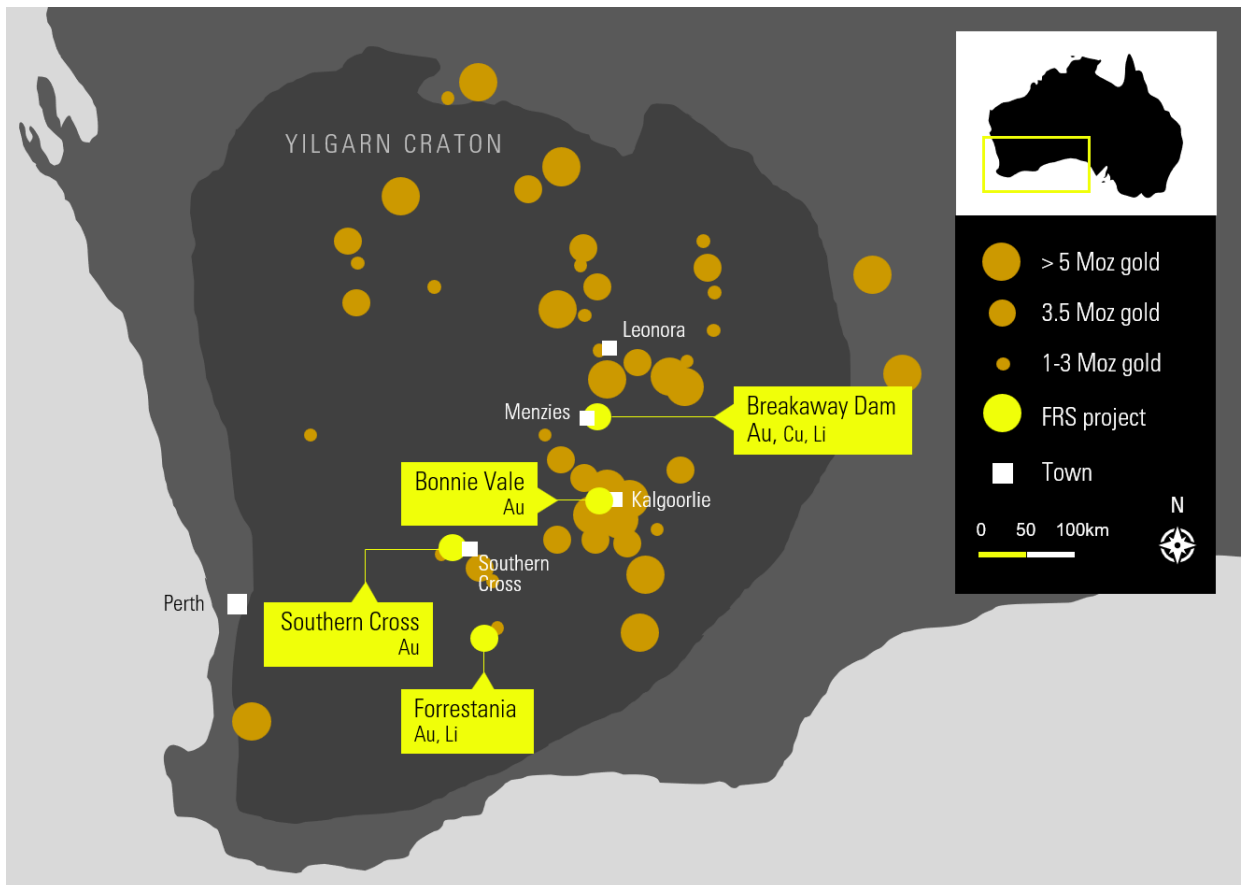 YILGARN CRATON
> 5 Moz gold
3.5 Moz gold
1-3 Moz gold
FRS project
Town
N
0 50 100km
Leonora
Menzies
Breakaway Dam
Au, Cu, Li
Bonnie Vale
Au
Kalgoorlie
Southern
Cross
Perth
Southern Cross
Au
Forrestania
Au, Li